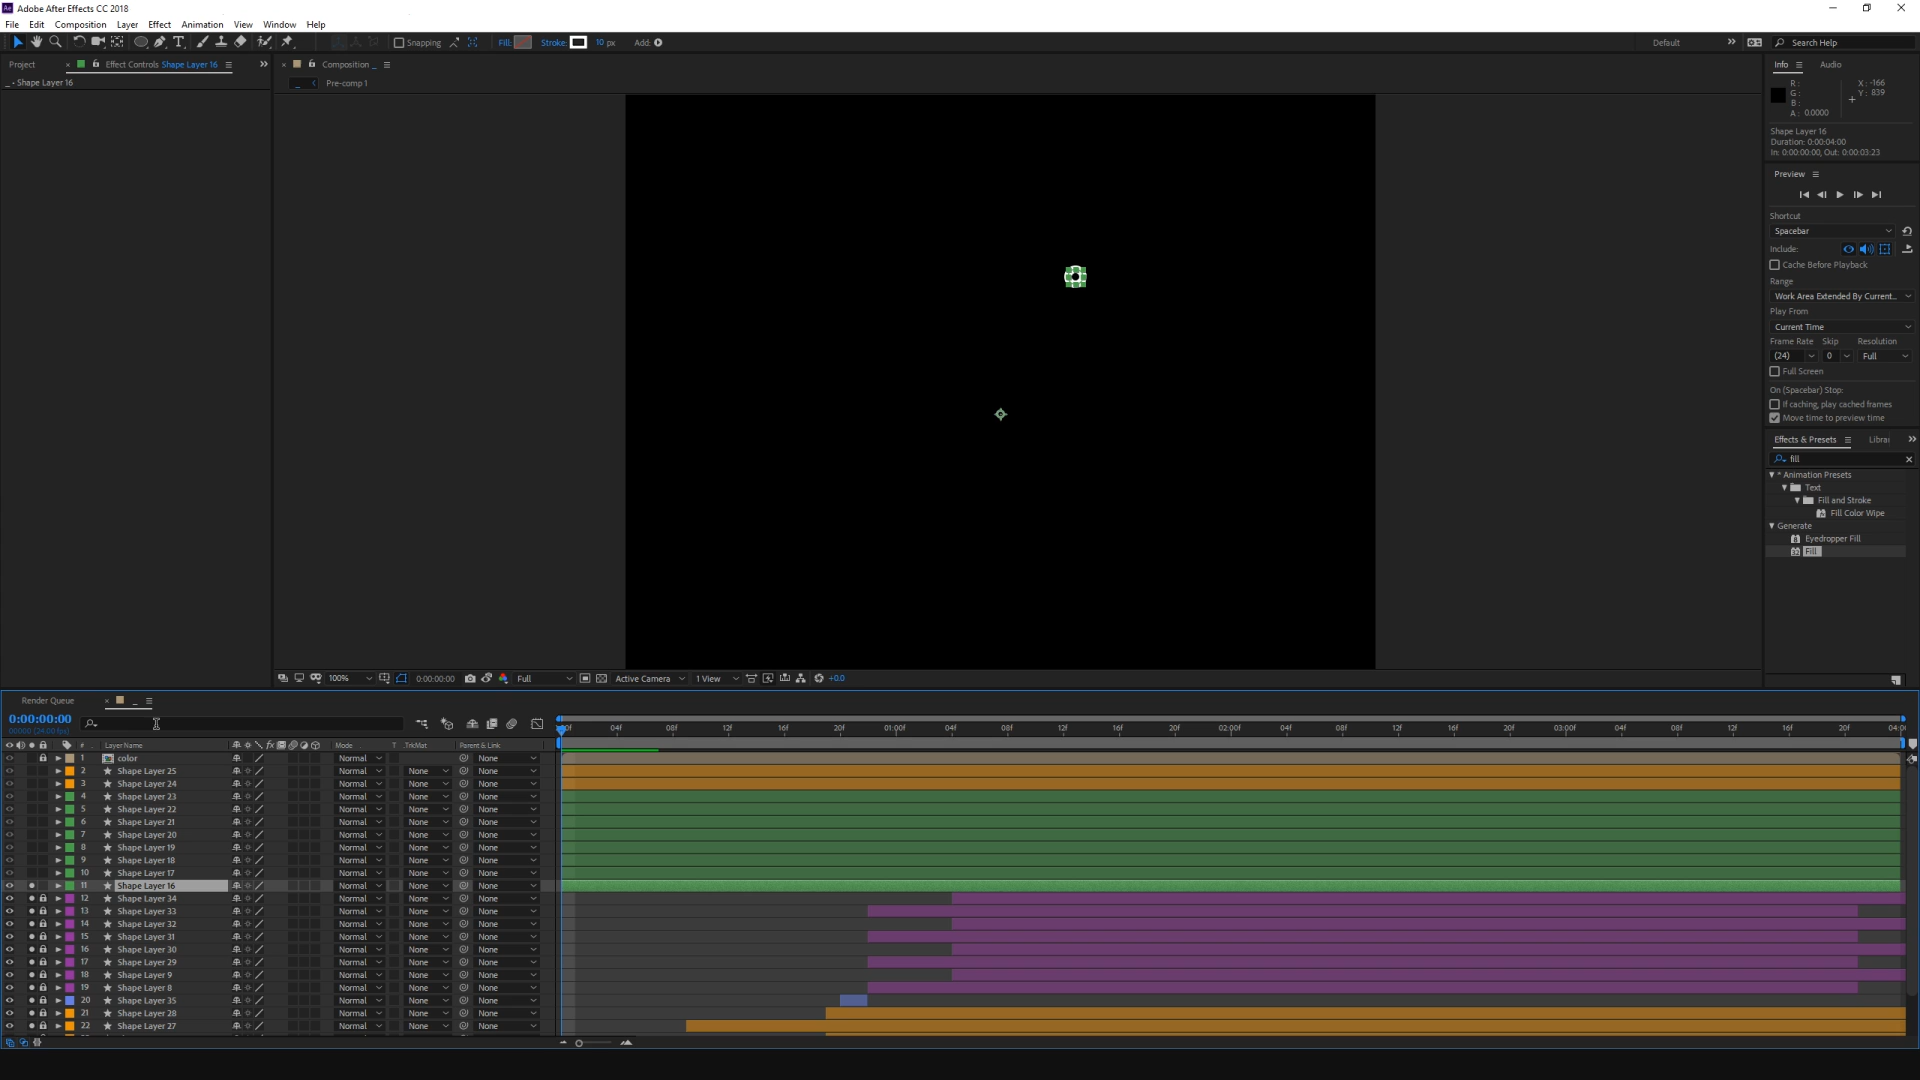 Adobe After Effects CC 2018
File Edit Composition Layer Effect Animation View Window Help
Snapping Fill: Stroke: 10 px Add: Default Search Help
Project Effect Controls Shape Layer 16 Composition _ Info Audio
_ - Shape Layer 16 _ Pre-comp 1
R: X: -166
G: Y: 839
B:
A: 0.0000
Shape Layer 16
Duration: 0:00:04:00
In: 0:00:00:00, Out: 0:00:03:23
Preview
Shortcut
Spacebar
Include:
Cache Before Playback
Range
Work Area Extended By Current...
Play From
Current Time
Frame Rate Skip Resolution
(24) 0 Full
Full Screen
On (Spacebar) Stop:
If caching, play cached frames
Move time to preview time
Effects & Presets Librai
fill
* Animation Presets
Text
Fill and Stroke
Fill Color Wipe
Generate
Eyedropper Fill
Fill
100% 0:00:00:00 Full Active Camera 1 View +0.0
Render Queue _
0:00:00:00
00000 (24.00 fps)
04f 08f 12f 16f 20f 01:00f 04f 08f 12f 16f 20f 02:00f 04f 08f 12f 16f 20f 03:00f 04f 08f 12f 16f 20f 04:0
# Layer Name Mode T .TrkMat Parent & Link
1 color Normal None
2 Shape Layer 25 Normal None None
3 Shape Layer 24 Normal None None
4 Shape Layer 23 Normal None None
5 Shape Layer 22 Normal None None
6 Shape Layer 21 Normal None None
7 Shape Layer 20 Normal None None
8 Shape Layer 19 Normal None None
9 Shape Layer 18 Normal None None
10 Shape Layer 17 Normal None None
11 Shape Layer 16 Normal None None
12 Shape Layer 34 Normal None None
13 Shape Layer 33 Normal None None
14 Shape Layer 32 Normal None None
15 Shape Layer 31 Normal None None
16 Shape Layer 30 Normal None None
17 Shape Layer 29 Normal None None
18 Shape Layer 9 Normal None None
19 Shape Layer 8 Normal None None
20 Shape Layer 35 Normal None None
21 Shape Layer 28 Normal None None
22 Shape Layer 27 Normal None None